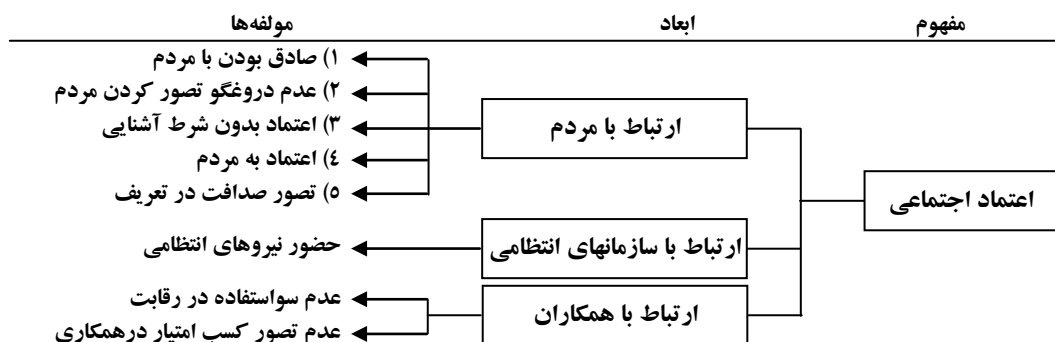 مفهوم ابعاد مولفه‌ها
۱) صادق بودن با مردم
۲) عدم دروغگو تصور کردن مردم
۳) اعتماد بدون شرط آشنایی
٤) اعتماد به مردم
٥) تصور صداقت در تعریف
ارتباط با مردم
اعتماد اجتماعی
حضور نیروهای انتظامی
ارتباط با سازمانهای انتظامی
عدم سواستفاده در رقابت
عدم تصور کسب امتیاز درهمکاری
ارتباط با همکاران